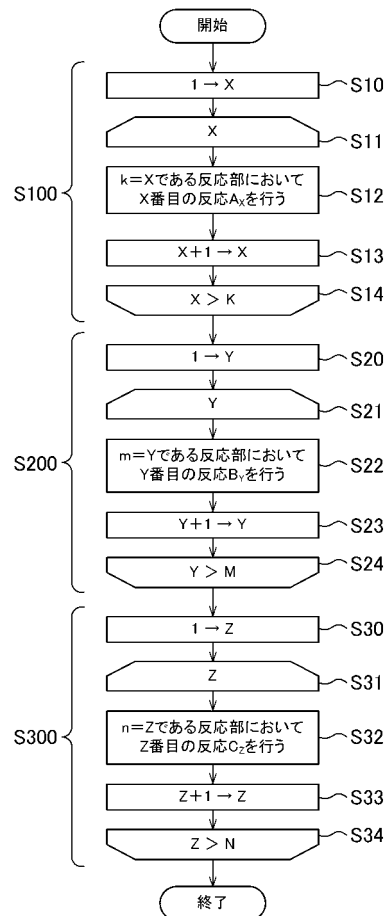 開始
S100
1 → X
S10
X
S11
k=Xである反応部において
X番目の反応AXを行う
S12
X+1 → X
S13
X > K
S14
S200
1 → Y
S20
Y
S21
m=Yである反応部において
Y番目の反応BYを行う
S22
Y+1 → Y
S23
Y > M
S24
S300
1 → Z
S30
Z
S31
n=Zである反応部において
Z番目の反応CZを行う
S32
Z+1 → Z
S33
Z > N
S34
終了